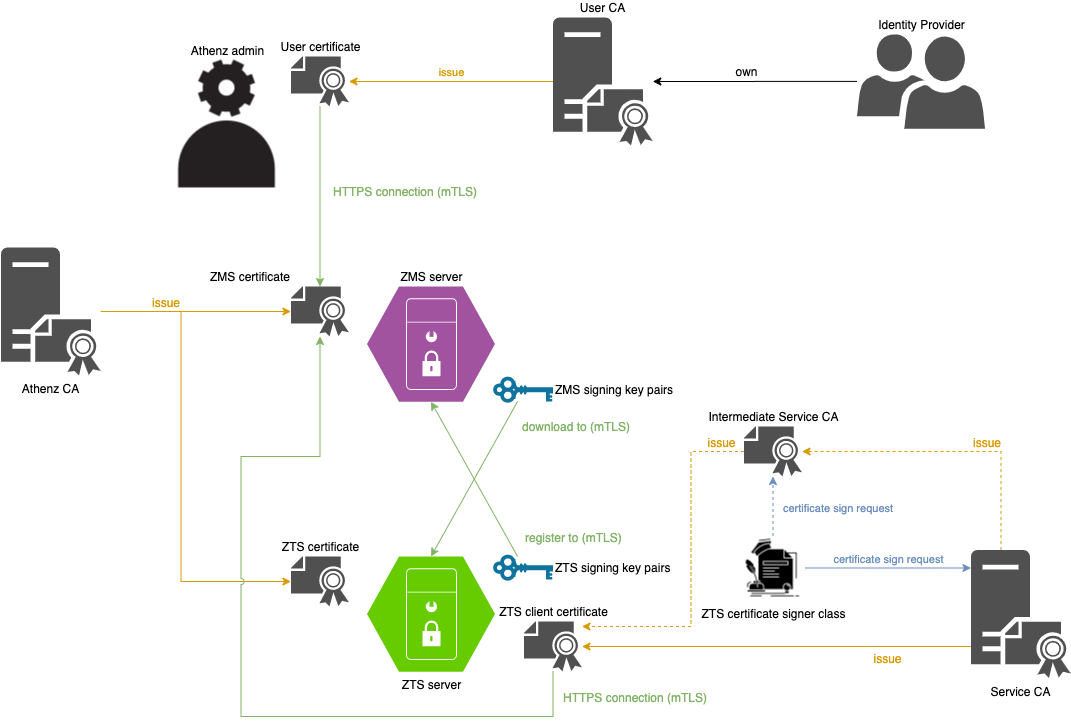 User CA
Identity Provider
Athenz admin
User certificate
issue
own
HTTPS connection (mTLS)
ZMS certificate
ZMS server
issue
Athenz CA
ZMS signing key pairs
download to (mTLS)
Intermediate Service CA
issue
issue
certificate sign request
register to (mTLS)
ZTS certificate
certificate sign request
ZTS signing key pairs
ZTS client certificate
ZTS certificate signer class
issue
ZTS server
Service CA
HTTPS connection (mTLS)